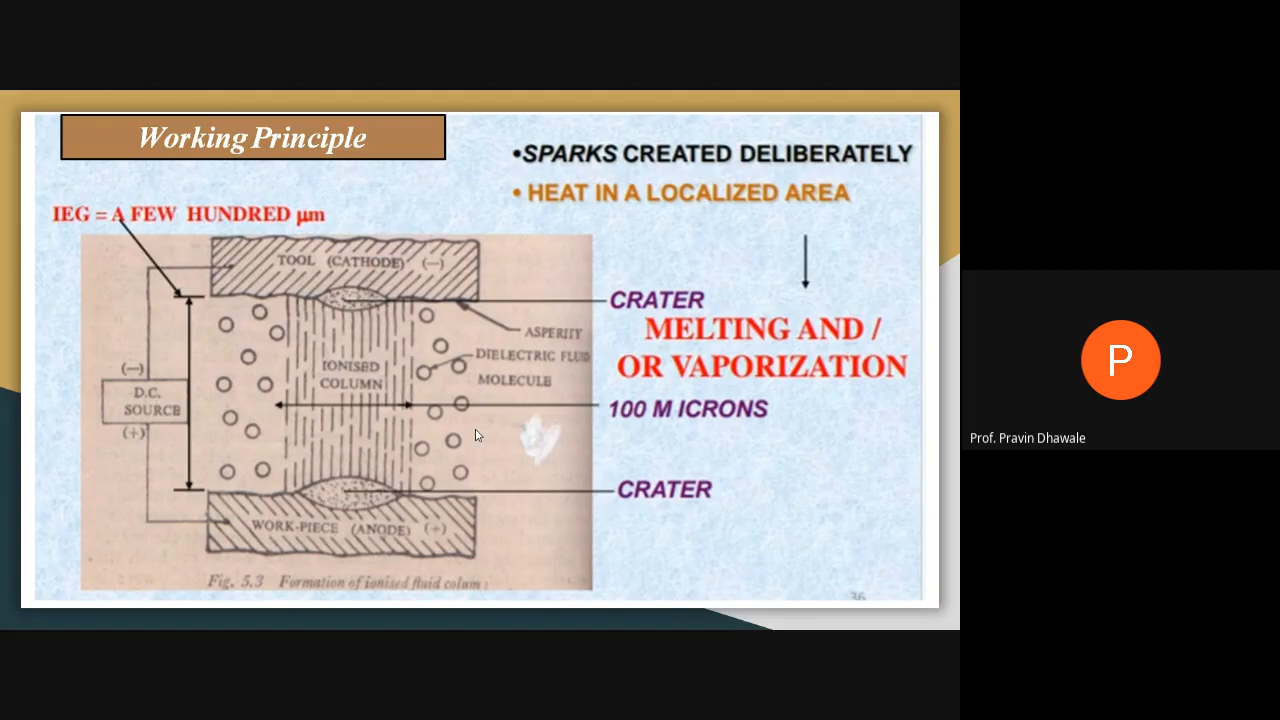 Working Principle
•SPARKS CREATED DELIBERATELY
• HEAT IN A LOCALIZED AREA
IEG = A FEW HUNDRED μm
TOOL (CATHODE) (—)
CRATER
MELTING AND /
OR VAPORIZATION
ASPERITY
DIELECTRIC FLUID
MOLECULE
IONISED
COLUMN
(—)
D.C.
SOURCE
(+)
100 M ICRONS
CRATER
WORK-PIECE (ANODE) (+)
Fig. 5.3 Formation of ionised fluid colum
36
P
Prof. Pravin Dhawale